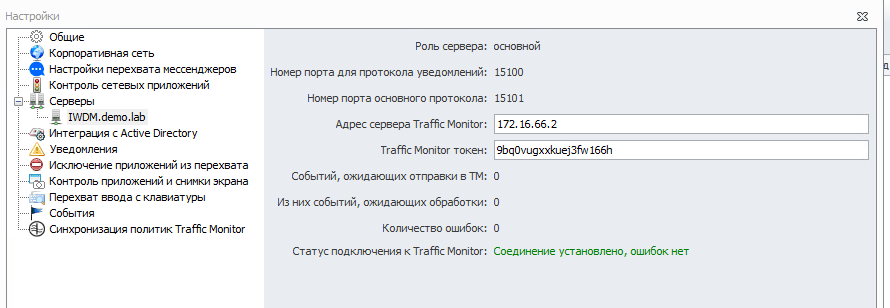 Настройки
Общие
Корпоративная сеть
Настройки перехвата мессенджеров
Контроль сетевых приложений
Серверы
IWDM.demo.lab
Интеграция с Active Directory
Уведомления
Исключение приложений из перехвата
Контроль приложений и снимки экрана
Перехват ввода с клавиатуры
События
Синхронизация политик Traffic Monitor
Роль сервера: основной
Номер порта для протокола уведомлений: 15100
Номер порта основного протокола: 15101
Адрес сервера Traffic Monitor: 172.16.66.2
Traffic Monitor токен: 9bq0vugxxkuej3fw166h
Событий, ожидающих отправки в ТМ: 0
Из них событий, ожидающих обработки: 0
Количество ошибок: 0
Статус подключения к Traffic Monitor: Соединение установлено, ошибок нет